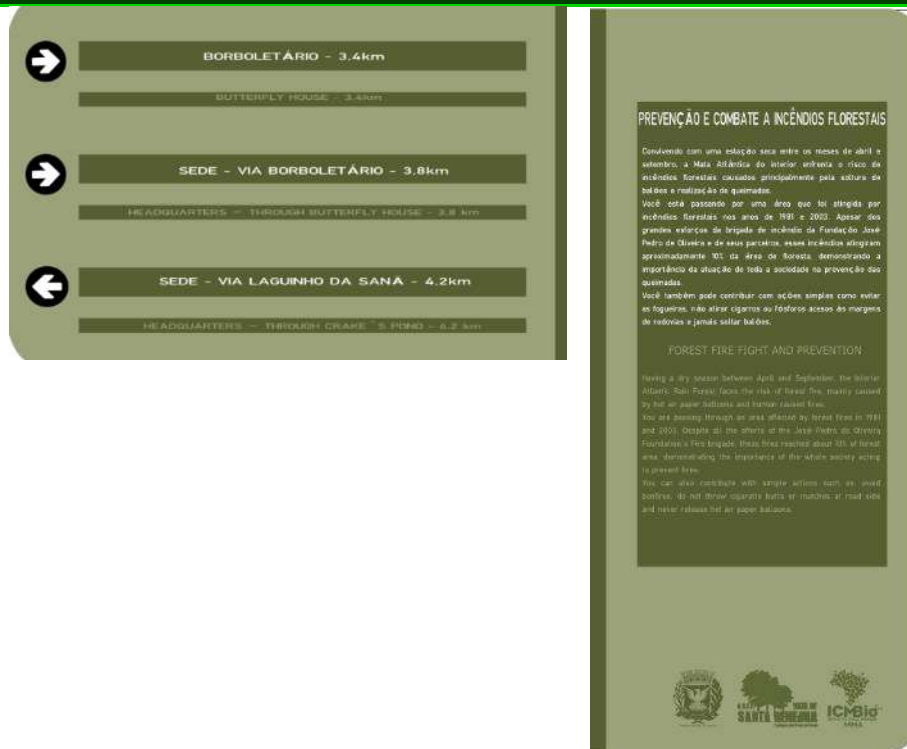 BORBOLETÁRIO - 3,4km
BUTTERFLY HOUSE - 3.4km
SEDE - VIA BORBOLETÁRIO - 3,8km
HEADQUARTERS - THROUGH BUTTERFLY HOUSE - 3.8 km
SEDE - VIA LAGUINHO DA SANÃ - 4,2km
HEADQUARTERS - THROUGH CRAKE´S POND - 4.2 km
PREVENÇÃO E COMBATE A INCÊNDIOS FLORESTAIS
Convivendo com uma estação seca entre os meses de abril e
setembro, a Mata Atlântica do interior enfrenta o risco de
incêndios florestais causados principalmente pela soltura de
balões e realização de queimadas.
Você está passando por uma área que foi atingida por
incêndios florestais nos anos de 1981 e 2003. Apesar dos
grandes esforços da brigada de incêndio da Fundação José
Pedro de Oliveira e de seus parceiros, esses incêndios atingiram
aproximadamente 10% da área de floresta, demonstrando a
importância da atuação de toda a sociedade na prevenção das
queimadas.
Você também pode contribuir com ações simples como evitar
as fogueiras, não atirar cigarros ou fósforos acesos às margens
de rodovias e jamais soltar balões.
FOREST FIRE FIGHT AND PREVENTION
Having a dry season between April and September, the Interior
Atlantic Rain Forest faces the risk of forest fire, mainly caused
by hot air paper balloons and human caused fires.
You are passing through an area affected by forest fires in 1981
and 2003. Despite all the efforts of the José Pedro de Oliveira
Foundation's Fire brigade, these fires reached about 10% of forest
area, demonstrating the importance of the whole society acting
to prevent fires.
You can also contribute with simple actions such as: avoid
bonfires, do not throw cigarette butts or matches at road side
and never release hot air paper balloons.
SANTA GENEBRA
ICMBio
MMA